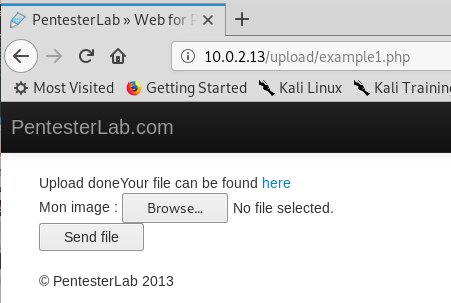 PentesterLab » Web for P
10.0.2.13/upload/example1.php
Most Visited Getting Started Kali Linux Kali Training
PentesterLab.com
Upload doneYour file can be found here
Mon image : Browse... No file selected.
Send file
© PentesterLab 2013